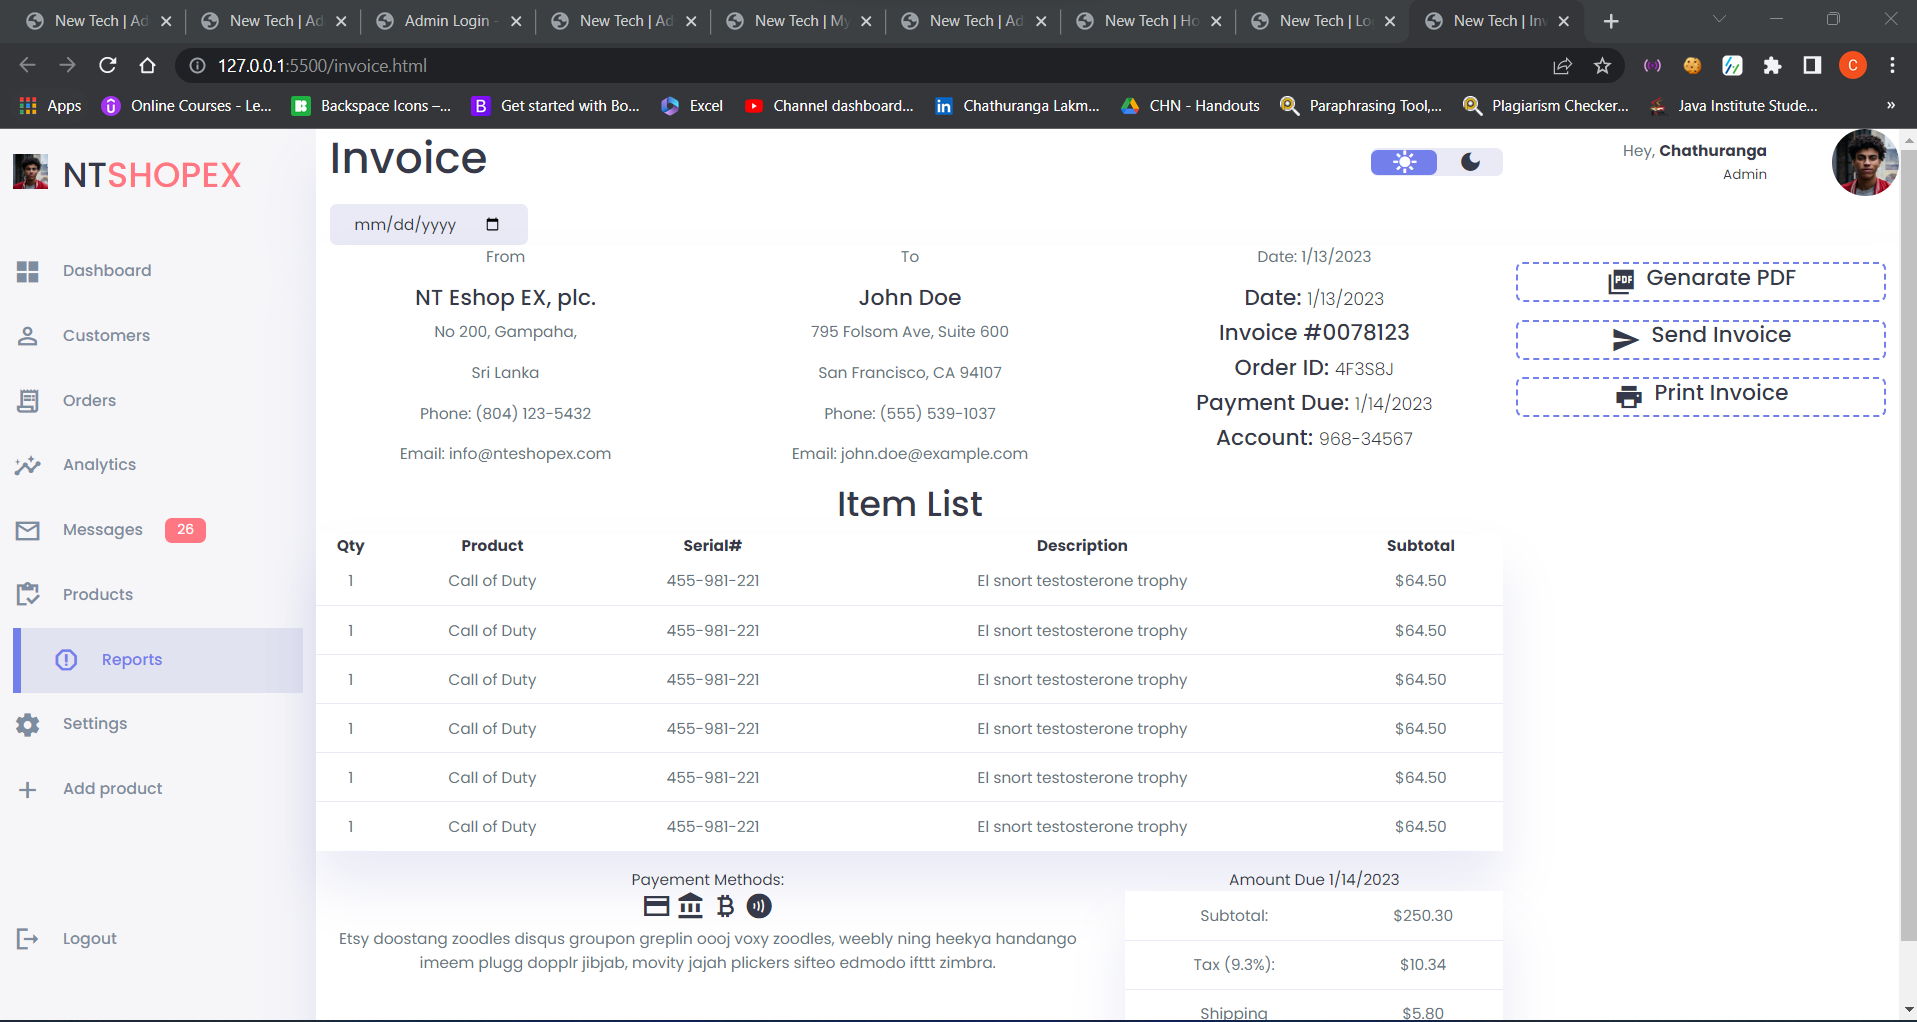 New Tech | Ad
New Tech | Ad
Admin Login -
New Tech | Ad
New Tech | My
New Tech | Ad
New Tech | Ho
New Tech | Lo
New Tech | Inv
127.0.0.1:5500/invoice.html
C
Apps
Online Courses - Le...
Backspace Icons –...
B
Get started with Bo...
Excel
Channel dashboard...
in
Chathuranga Lakm...
CHN - Handouts
Paraphrasing Tool,...
Plagiarism Checker...
Java Institute Stude...
»
NTSHOPEX
Invoice
Hey, Chathuranga
Admin
mm/dd/yyyy
Dashboard
Customers
Orders
Analytics
Messages 26
Products
Reports
Settings
Add product
Logout
From
NT Eshop EX, plc.
No 200, Gampaha,
Sri Lanka
Phone: (804) 123-5432
Email: info@nteshopex.com
To
John Doe
795 Folsom Ave, Suite 600
San Francisco, CA 94107
Phone: (555) 539-1037
Email: john.doe@example.com
Date: 1/13/2023
Date: 1/13/2023
Invoice #0078123
Order ID: 4F3S8J
Payment Due: 1/14/2023
Account: 968-34567
PDF Genarate PDF
Send Invoice
Print Invoice
Item List
Qty Product Serial# Description Subtotal
1 Call of Duty 455-981-221 El snort testosterone trophy $64.50
1 Call of Duty 455-981-221 El snort testosterone trophy $64.50
1 Call of Duty 455-981-221 El snort testosterone trophy $64.50
1 Call of Duty 455-981-221 El snort testosterone trophy $64.50
1 Call of Duty 455-981-221 El snort testosterone trophy $64.50
1 Call of Duty 455-981-221 El snort testosterone trophy $64.50
Payement Methods:
Etsy doostang zoodles disqus groupon greplin oooj voxy zoodles, weebly ning heekya handango
imeem plugg dopplr jibjab, movity jajah plickers sifteo edmodo ifttt zimbra.
Amount Due 1/14/2023
Subtotal: $250.30
Tax (9.3%): $10.34
Shipping $5.80